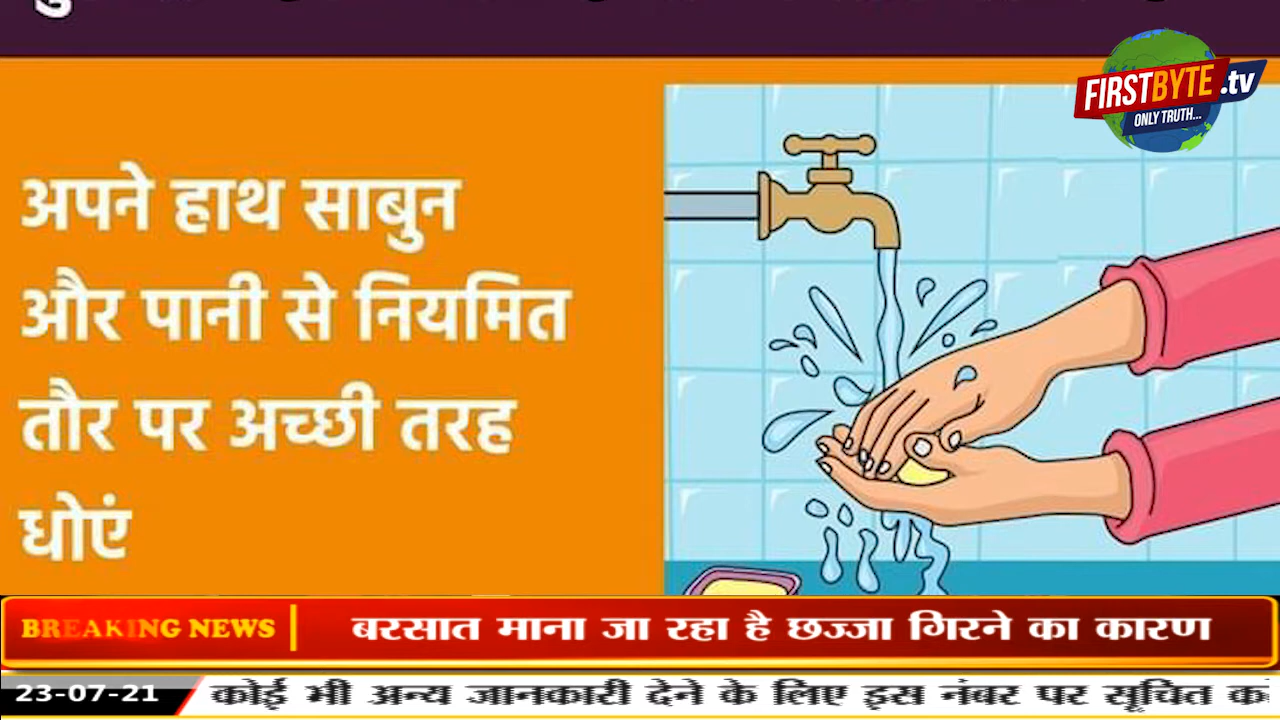 FIRSTBYTE.tv
ONLY TRUTH...
अपने हाथ साबुन
और पानी से नियमित
तौर पर अच्छी तरह
धोएं
BREAKING NEWS
बरसात माना जा रहा है छज्जा गिरने का कारण
23-07-21
कोई भी अन्य जानकारी देने के लिए इस नंबर पर सूचित